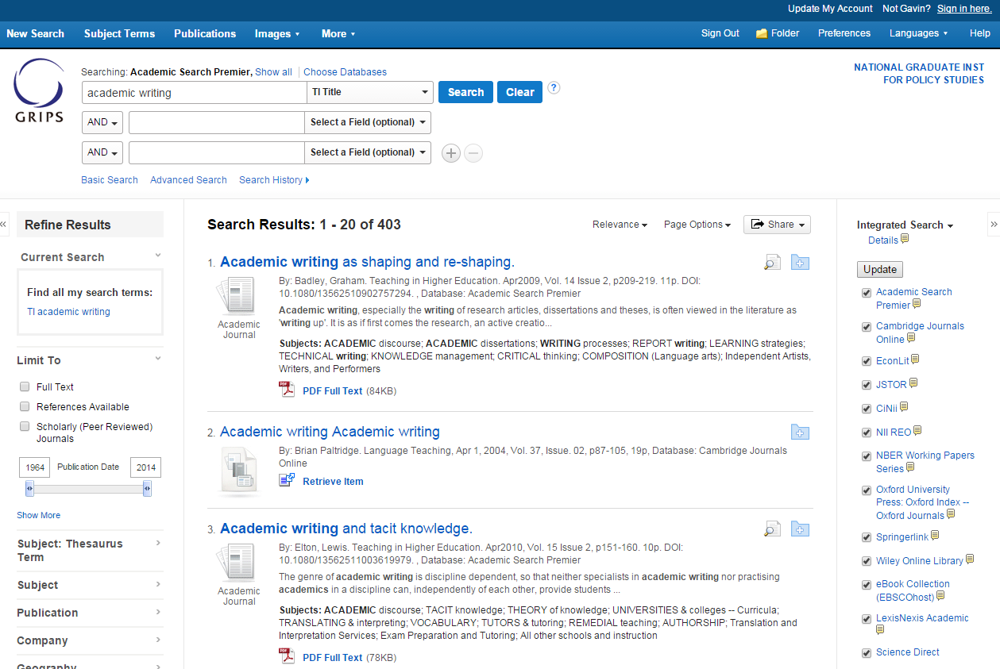 Update My Account Not Gavin? Sign in here.
New Search Subject Terms Publications Images More Sign Out Folder Preferences Languages Help
GRIPS
Searching: Academic Search Premier, Show all Choose Databases
academic writing TI Title Search Clear ?
AND Select a Field (optional)
AND Select a Field (optional)
Basic Search Advanced Search Search History
NATIONAL GRADUATE INST
FOR POLICY STUDIES
Refine Results
Current Search
Find all my search terms:
TI academic writing
Limit To
Full Text
References Available
Scholarly (Peer Reviewed)
Journals
1964 Publication Date 2014
Show More
Subject: Thesaurus
Term
Subject
Publication
Company
Geography
Search Results: 1 - 20 of 403 Relevance Page Options Share
1. Academic writing as shaping and re-shaping.
Academic
Journal
By: Badley, Graham. Teaching in Higher Education. Apr2009, Vol. 14 Issue 2, p209-219. 11p. DOI:
10.1080/13562510902757294. , Database: Academic Search Premier
Academic writing, especially the writing of research articles, dissertations and theses, is often viewed in the literature as
'writing up'. It is as if first comes the research, an active creatio...
Subjects: ACADEMIC discourse; ACADEMIC dissertations; WRITING processes; REPORT writing; LEARNING strategies;
TECHNICAL writing; KNOWLEDGE management; CRITICAL thinking; COMPOSITION (Language arts); Independent Artists,
Writers, and Performers
PDF Full Text (84KB)
2. Academic writing Academic writing
By: Brian Paltridge. Language Teaching, Apr 1, 2004, Vol. 37, Issue. 02, p87-105, 19p, Database: Cambridge Journals
Online
Retrieve Item
3. Academic writing and tacit knowledge.
Academic
Journal
By: Elton, Lewis. Teaching in Higher Education. Apr2010, Vol. 15 Issue 2, p151-160. 10p. DOI:
10.1080/13562511003619979. , Database: Academic Search Premier
The genre of academic writing is discipline dependent, so that neither specialists in academic writing nor practising
academics in a discipline can, independently of each other, provide students ...
Subjects: ACADEMIC discourse; TACIT knowledge; THEORY of knowledge; UNIVERSITIES & colleges -- Curricula;
TRANSLATING & interpreting; VOCABULARY; TUTORS & tutoring; REMEDIAL teaching; AUTHORSHIP; Translation and
Interpretation Services; Exam Preparation and Tutoring; All other schools and instruction
PDF Full Text (78KB)
Integrated Search
Details
Update
Academic Search
Premier
Cambridge Journals
Online
EconLit
JSTOR
CiNii
NII REO
NBER Working Papers
Series
Oxford University
Press: Oxford Index --
Oxford Journals
Springerlink
Wiley Online Library
eBook Collection
(EBSCOhost)
LexisNexis Academic
Science Direct